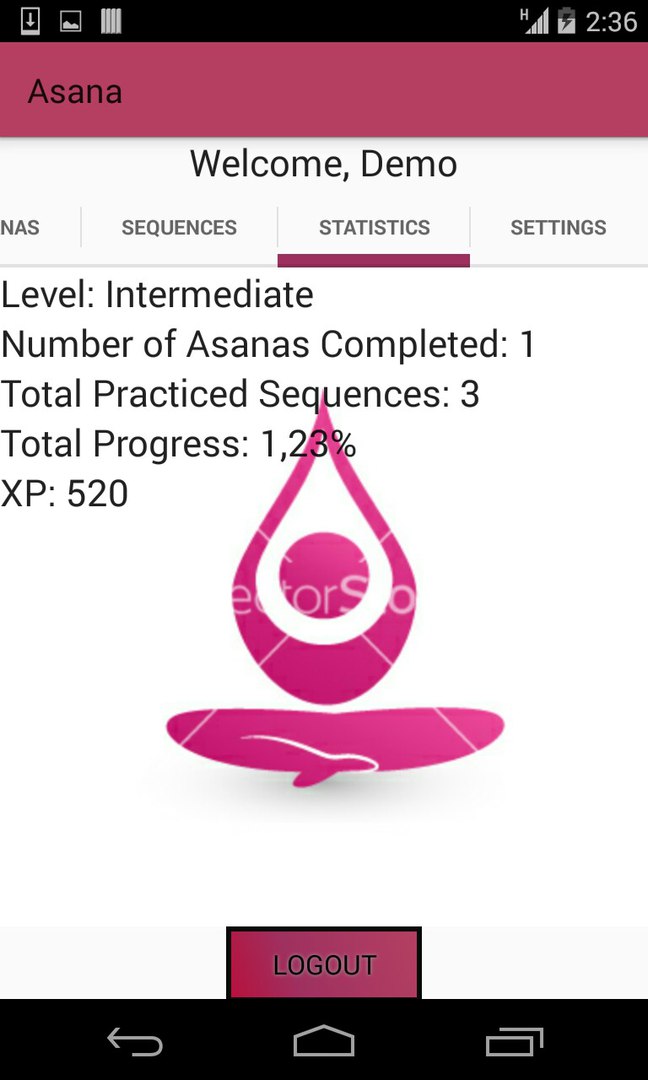 H 2:36
Asana
Welcome, Demo
NAS SEQUENCES STATISTICS SETTINGS
Level: Intermediate
Number of Asanas Completed: 1
Total Practiced Sequences: 3
Total Progress: 1,23%
XP: 520
LOGOUT